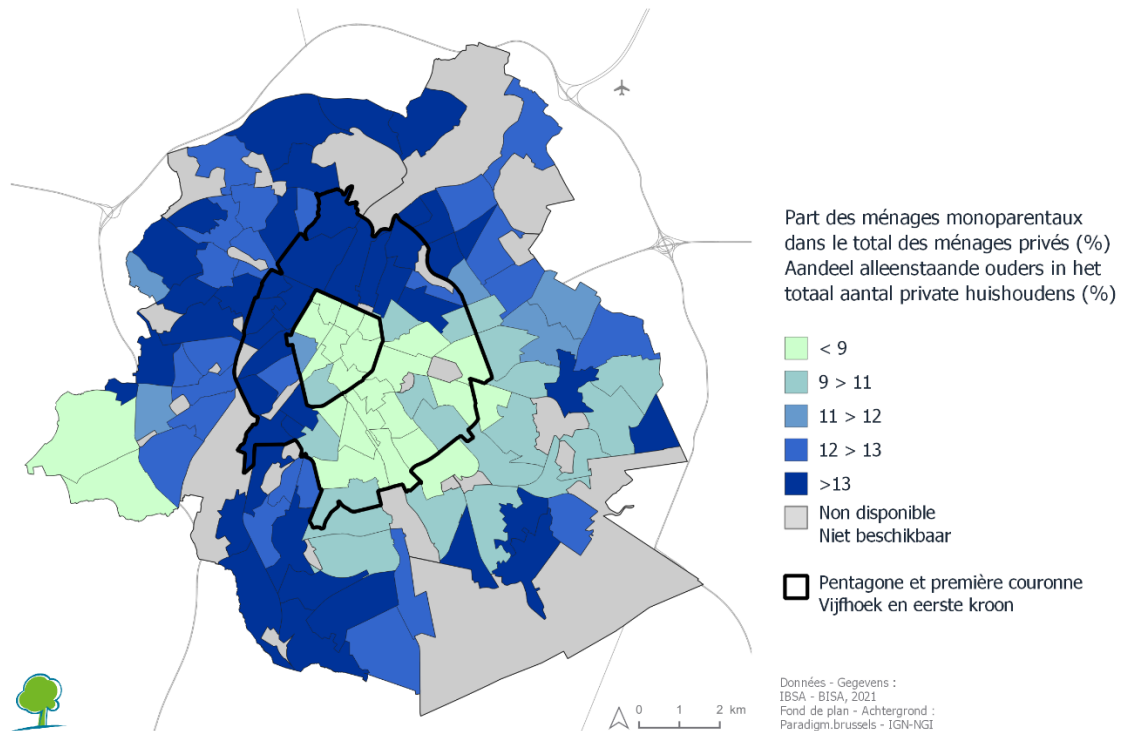 Part des ménages monoparentaux
dans le total des ménages privés (%)
Aandeel alleenstaande ouders in het
totaal aantal private huishoudens (%)
< 9
9 > 11
11 > 12
12 > 13
>13
Non disponible
Niet beschikbaar
Pentagone et première couronne
Vijfhoek en eerste kroon
Données - Gegevens :
IBSA - BISA, 2021
Fond de plan - Achtergrond :
Paradigm.brussels - IGN-NGI
0 1 2 km